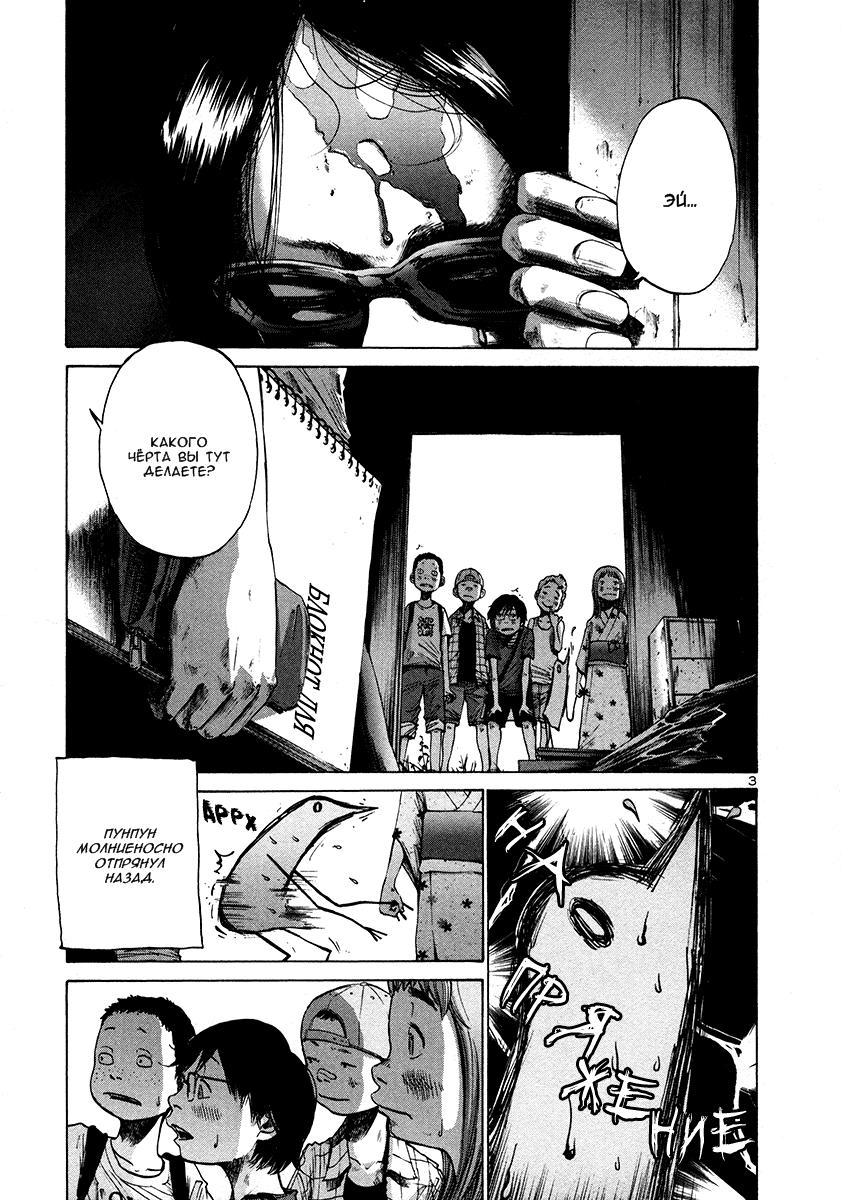 ЭЙ...
КАКОГО
ЧЁРТА ВЫ ТУТ
ДЕЛАЕТЕ?
БЛОКНОТ ДЛЯ
3
ПУНПУН
МОЛНИЕНОСНО
ОТПРЯНУЛ
НАЗАД.
АРРХ
НА
ПР
Я
ЖЕ
НИЕ